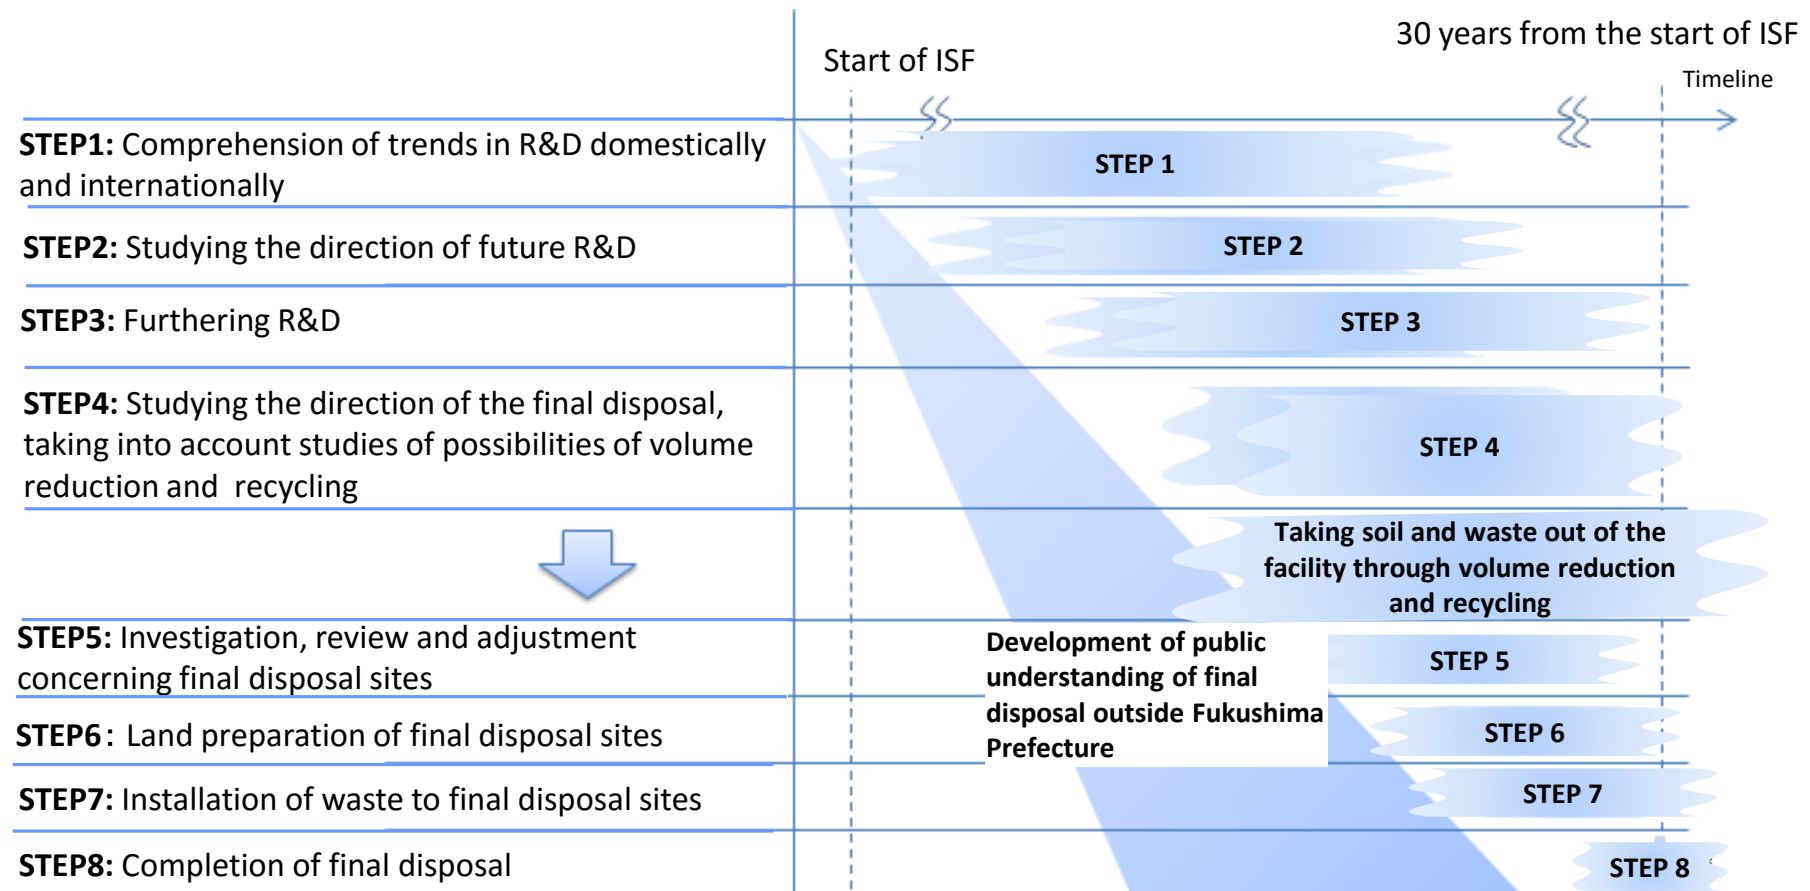 30 years from the start of ISF
Start of ISF
Timeline
STEP1: Comprehension of trends in R&D domestically
and internationally
STEP 1
STEP2: Studying the direction of future R&D
STEP 2
STEP3: Furthering R&D
STEP 3
STEP4: Studying the direction of the final disposal,
taking into account studies of possibilities of volume
reduction and recycling
STEP 4
Taking soil and waste out of the
facility through volume reduction
and recycling
STEP5: Investigation, review and adjustment
concerning final disposal sites
Development of public
understanding of final
disposal outside Fukushima
Prefecture
STEP 5
STEP6: Land preparation of final disposal sites
STEP 6
STEP7: Installation of waste to final disposal sites
STEP 7
STEP8: Completion of final disposal
STEP 8